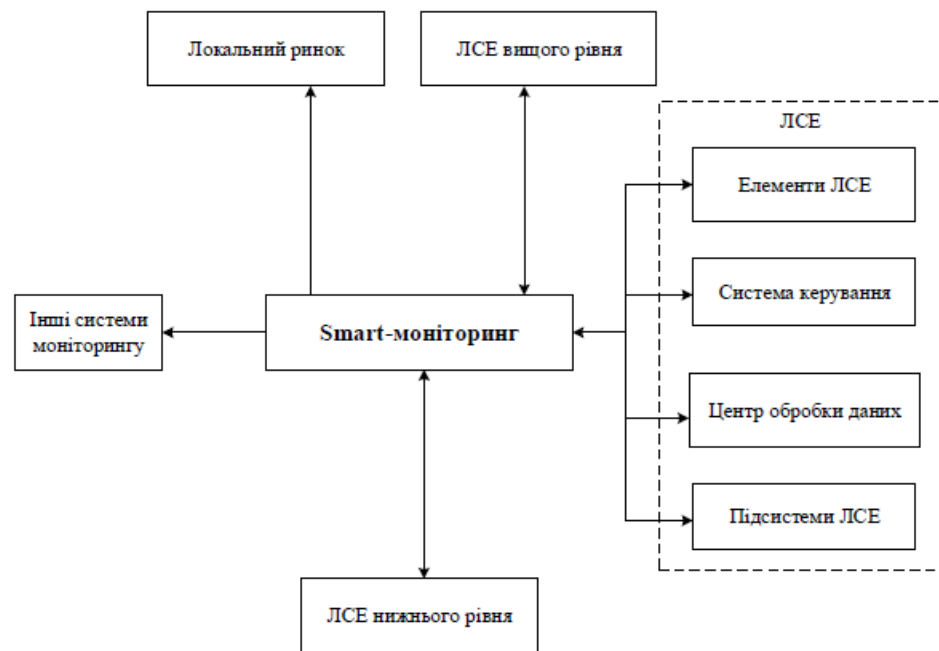 Локальний ринок
ЛСЕ вищого рівня
ЛСЕ
Елементи ЛСЕ
Система керування
Інші системи
моніторингу
Smart-моніторинг
Центр обробки даних
Підсистеми ЛСЕ
ЛСЕ нижнього рівня